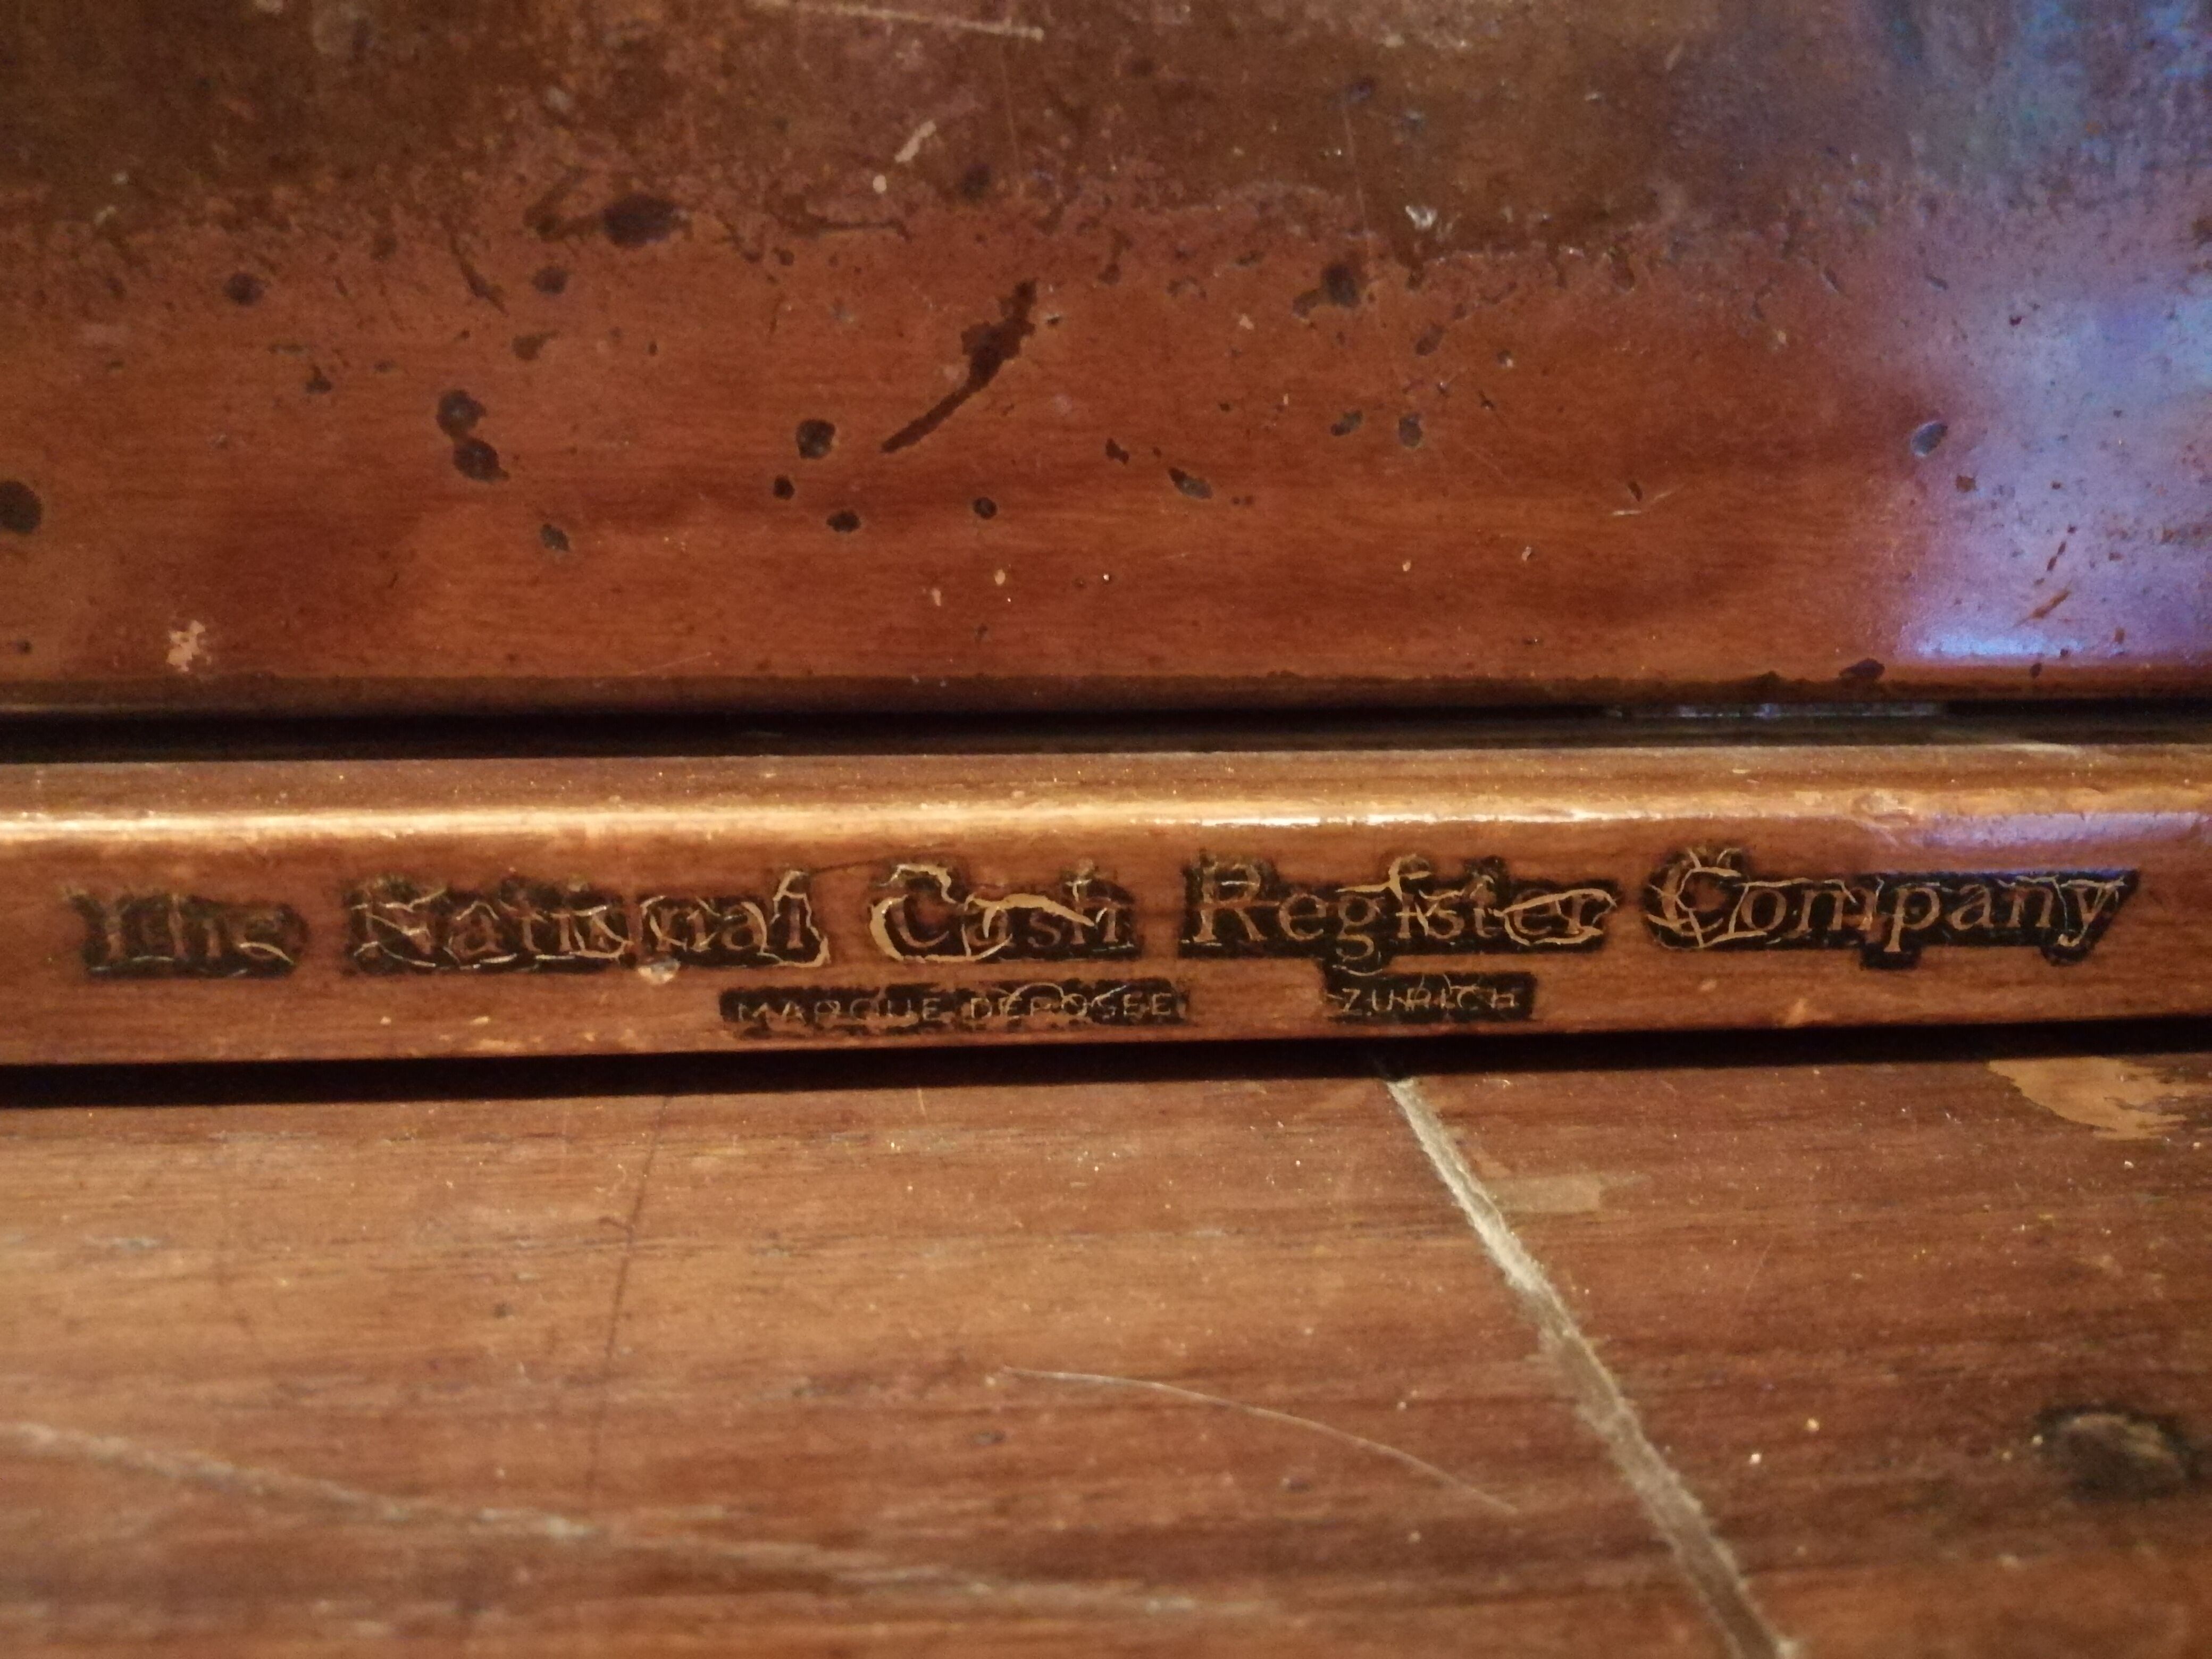 The National Cash Register Company
MARQUE DEPOSEE ZURICH